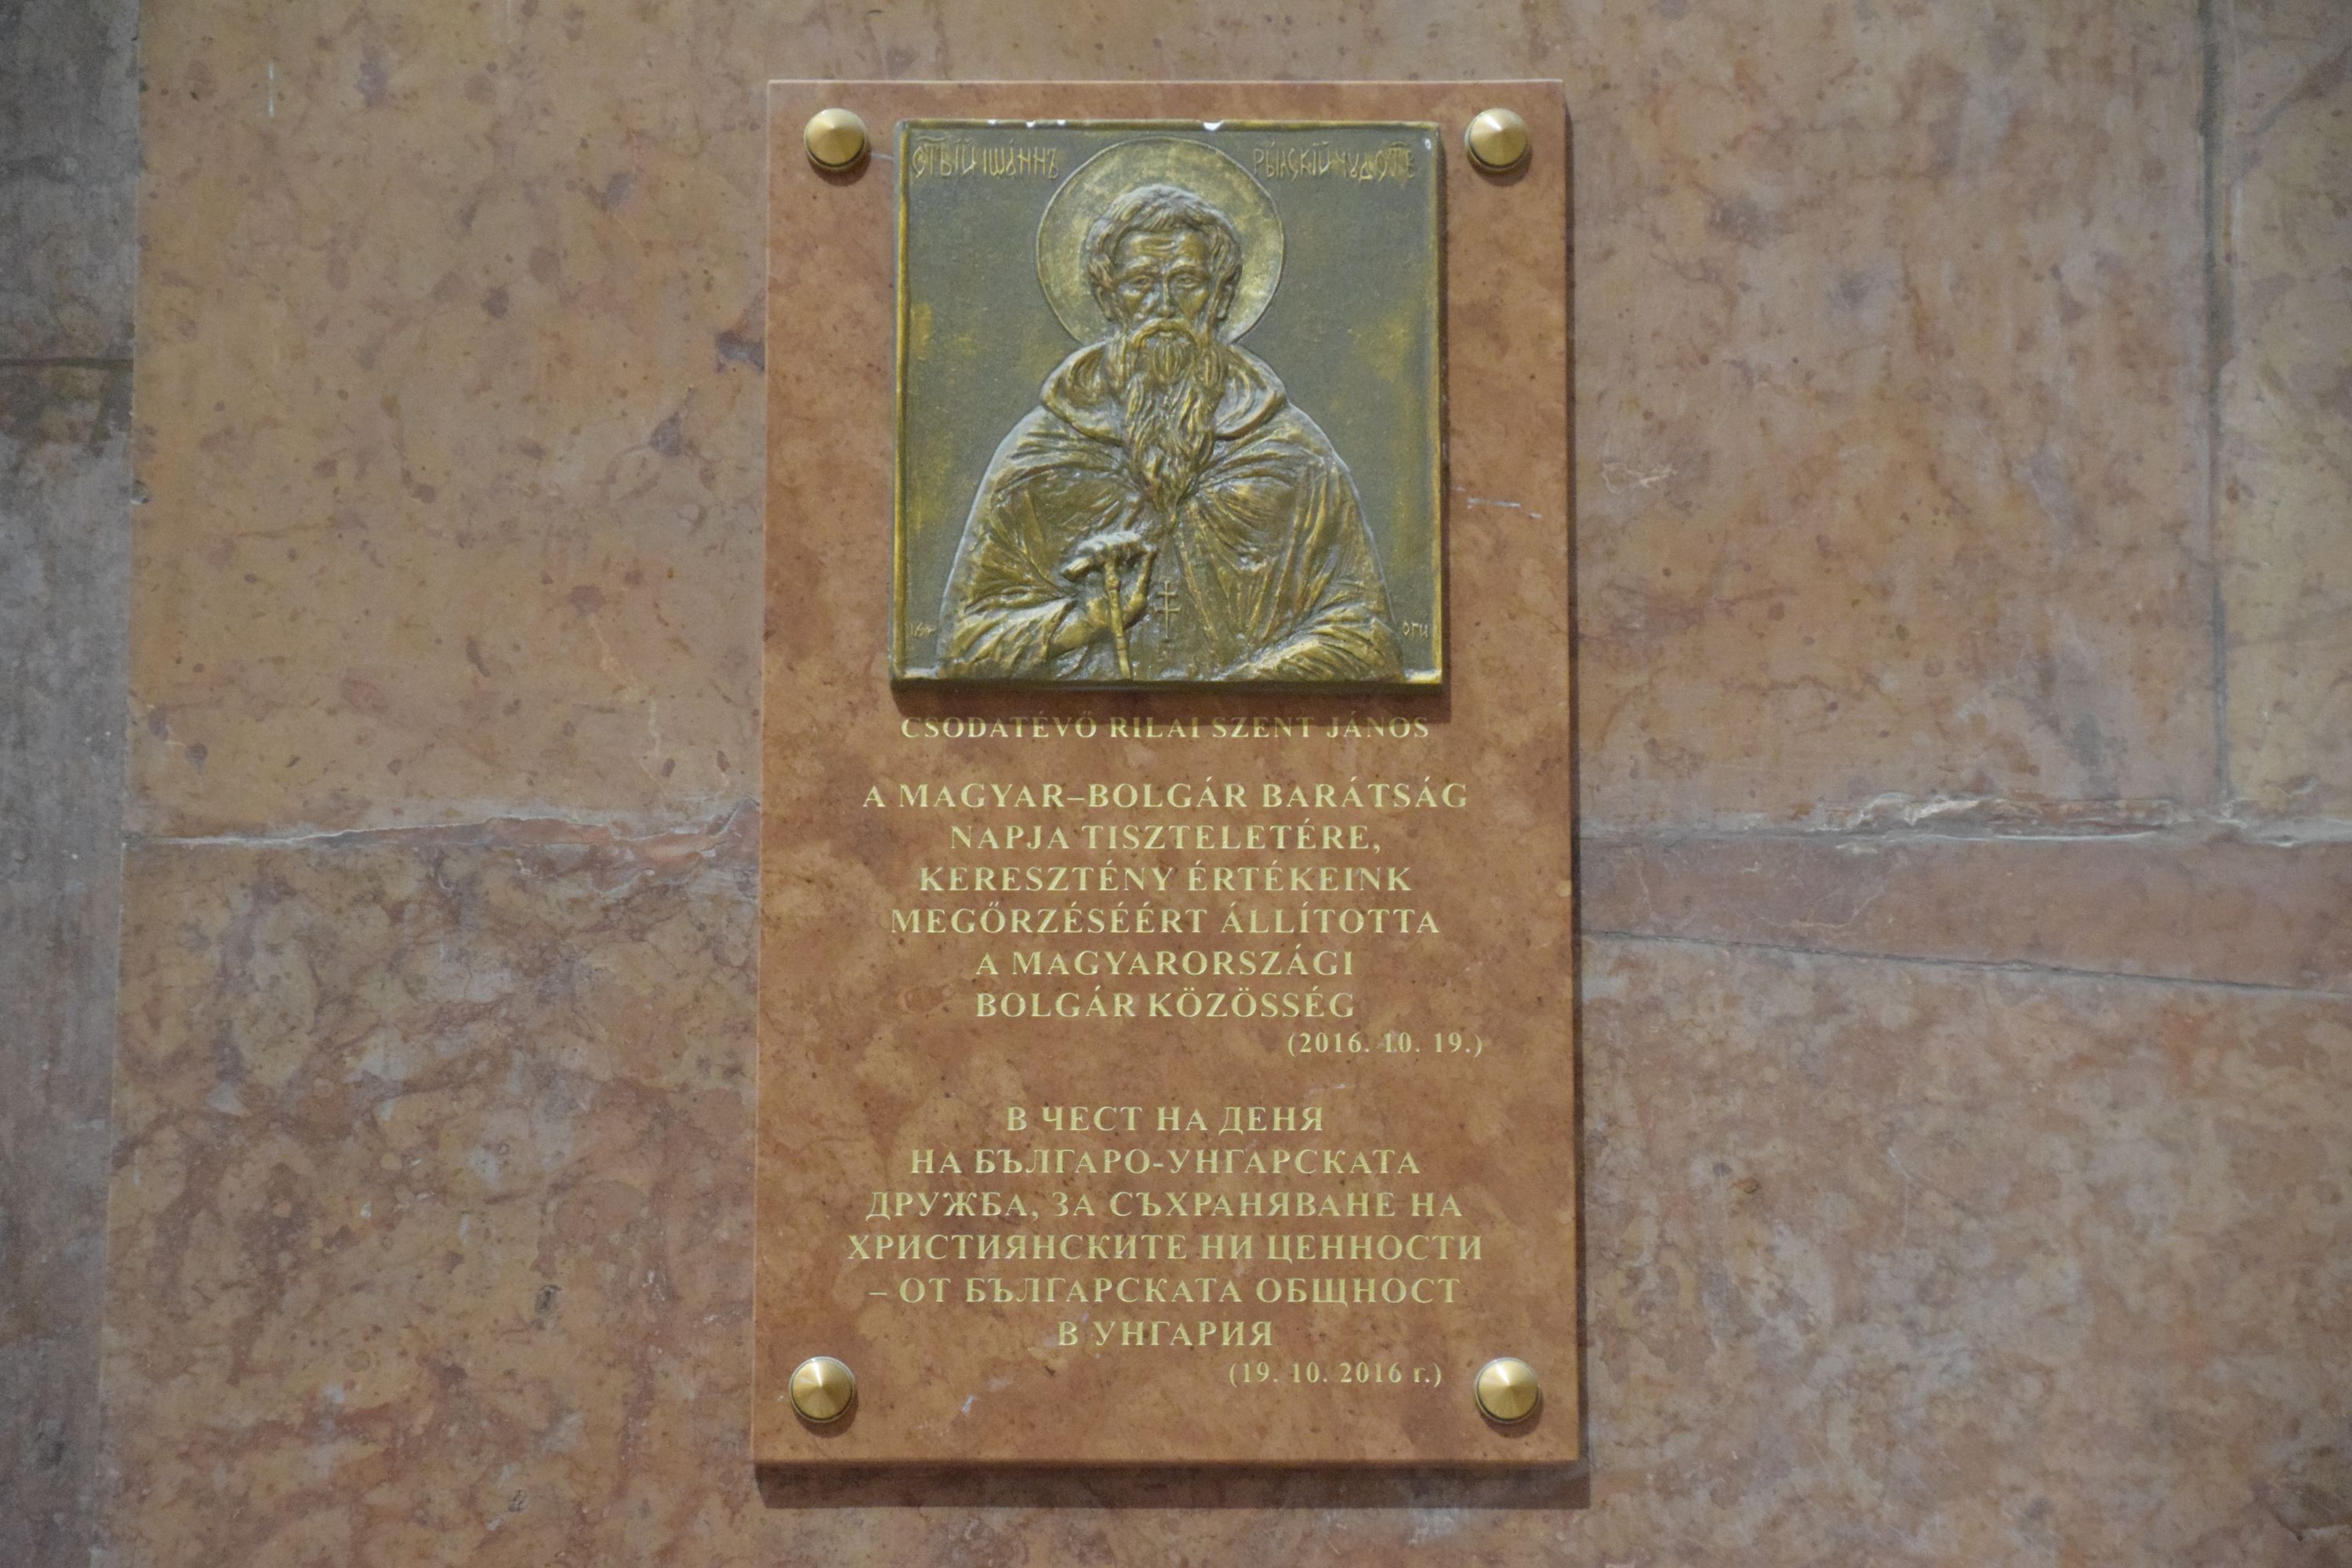 CSODATÉVŐ RILAI SZENT JÁNOS
A MAGYAR–BOLGÁR BARÁTSÁG
NAPJA TISZTELETÉRE,
KERESZTÉNY ÉRTÉKEINK
MEGŐRZÉSÉÉRT ÁLLÍTOTTA
A MAGYARORSZÁGI
BOLGÁR KÖZÖSSÉG
(2016. 10. 19.)
В ЧЕСТ НА ДЕНЯ
НА БЪЛГАРО-УНГАРСКАТА
ДРУЖБА, ЗА СЪХРАНЯВАНЕ НА
ХРИСТИЯНСКИТЕ НИ ЦЕННОСТИ
– ОТ БЪЛГАРСКАТА ОБЩНОСТ
В УНГАРИЯ
(19. 10. 2016 г.)